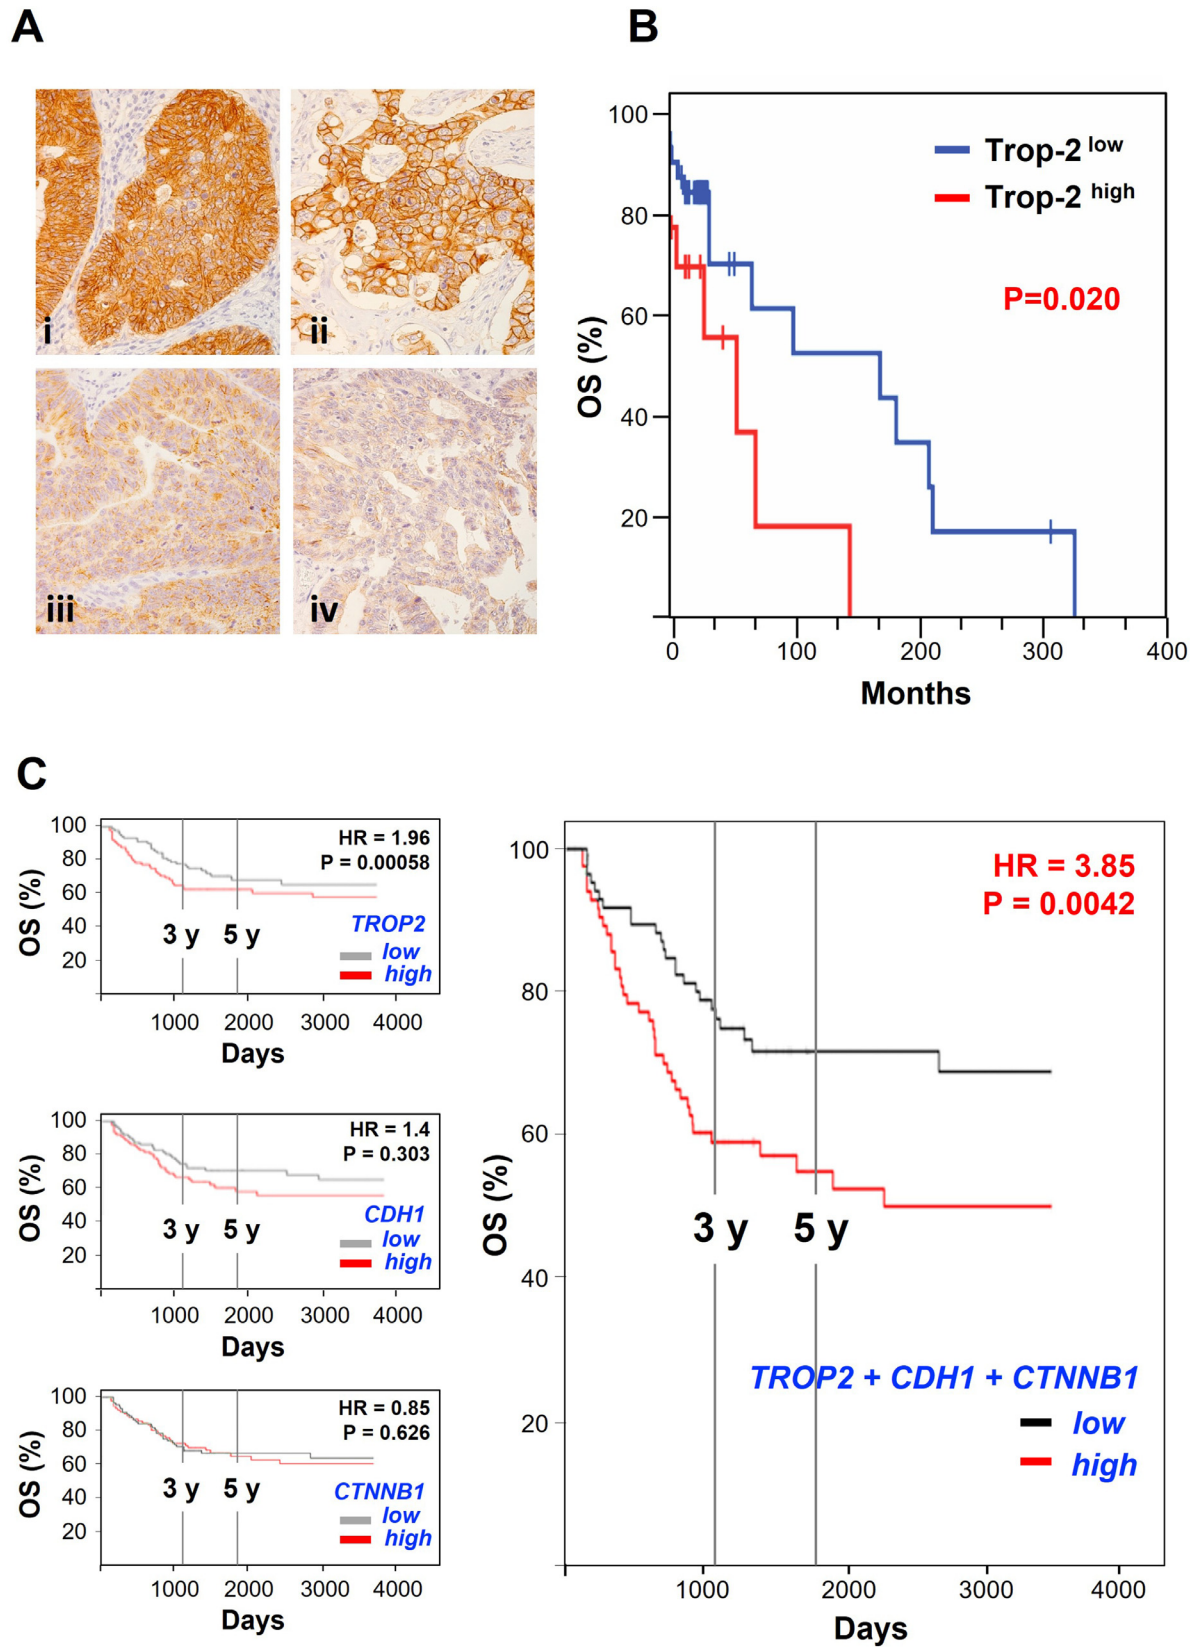 A
i
ii
iii
iv
B
100
80
60
40
20
OS (%)
Trop-2 low
Trop-2 high
P=0.020
0 100 200 300 400
Months
C
100
80
60
40
20
OS (%)
HR = 1.96
P = 0.00058
3 y 5 y
TROP2
low
high
1000 2000 3000 4000
Days
100
80
60
40
20
OS (%)
HR = 1.4
P = 0.303
3 y 5 y
CDH1
low
high
1000 2000 3000 4000
Days
100
80
60
40
20
OS (%)
HR = 0.85
P = 0.626
3 y 5 y
CTNNB1
low
high
1000 2000 3000 4000
Days
100
80
60
40
20
OS (%)
HR = 3.85
P = 0.0042
3 y 5 y
TROP2 + CDH1 + CTNNB1
low
high
1000 2000 3000 4000
Days